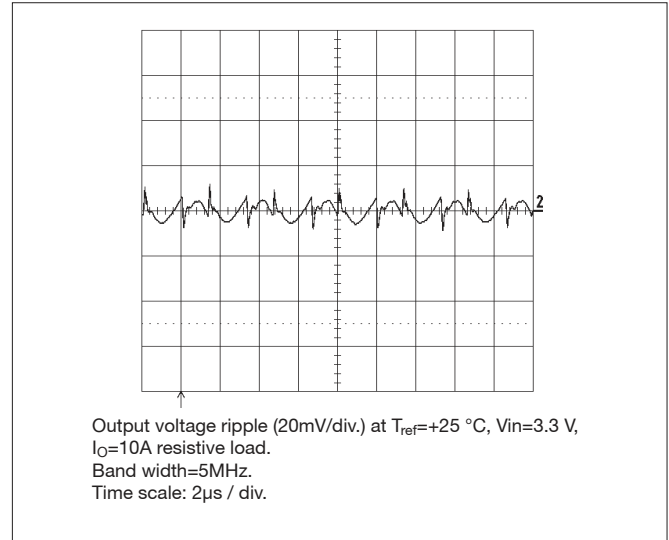 2
Output voltage ripple (20mV/div.) at Tref=+25 °C, Vin=3.3 V,
IO=10A resistive load.
Band width=5MHz.
Time scale: 2µs / div.